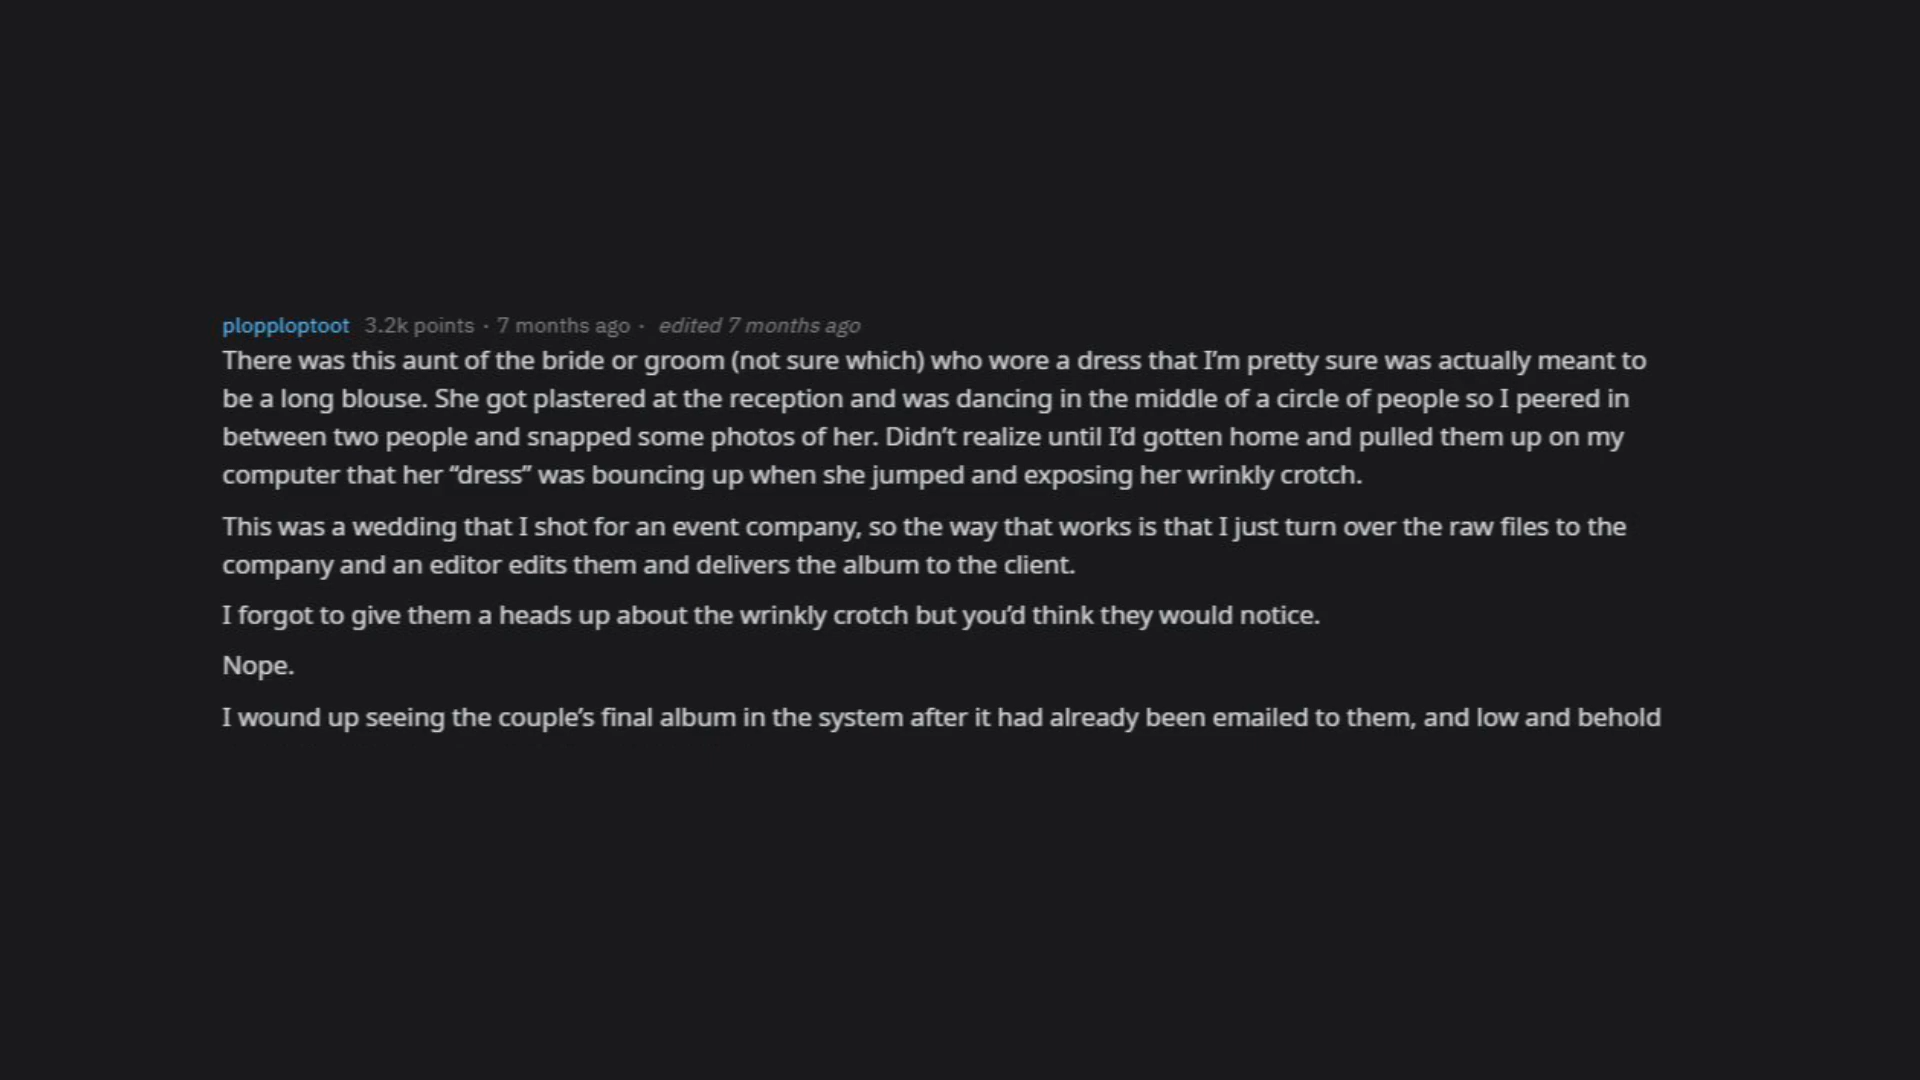 plopploptoot 3.2k points · 7 months ago · edited 7 months ago
There was this aunt of the bride or groom (not sure which) who wore a dress that I’m pretty sure was actually meant to
be a long blouse. She got plastered at the reception and was dancing in the middle of a circle of people so I peered in
between two people and snapped some photos of her. Didn’t realize until I’d gotten home and pulled them up on my
computer that her “dress” was bouncing up when she jumped and exposing her wrinkly crotch.
This was a wedding that I shot for an event company, so the way that works is that I just turn over the raw files to the
company and an editor edits them and delivers the album to the client.
I forgot to give them a heads up about the wrinkly crotch but you’d think they would notice.
Nope.
I wound up seeing the couple’s final album in the system after it had already been emailed to them, and low and behold